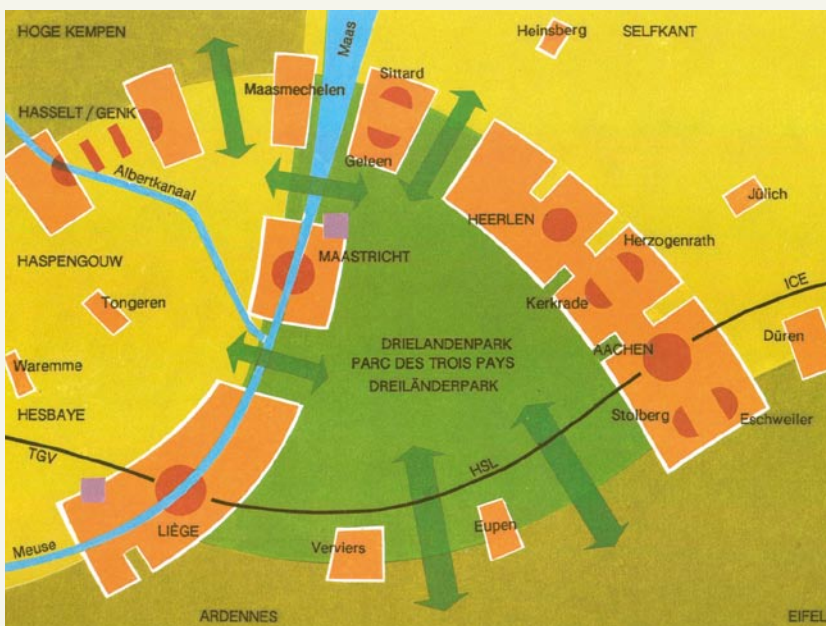 HOGE KEMPEN
Maas
Heinsberg
SELFKANT
Sittard
Maasmechelen
HASSELT / GENK
Geleen
Albertkanaal
Jülich
HEERLEN
Herzogenrath
MAASTRICHT
HASPENGOUW
ICE
Tongeren
Kerkrade
Düren
DRIELANDENPARK
PARC DES TROIS PAYS
DREILÄNDERPARK
AACHEN
Waremme
HESBAYE
Stolberg
Eschweiler
TGV
HSL
LIÈGE
Eupen
Verviers
Meuse
ARDENNES
EIFEL